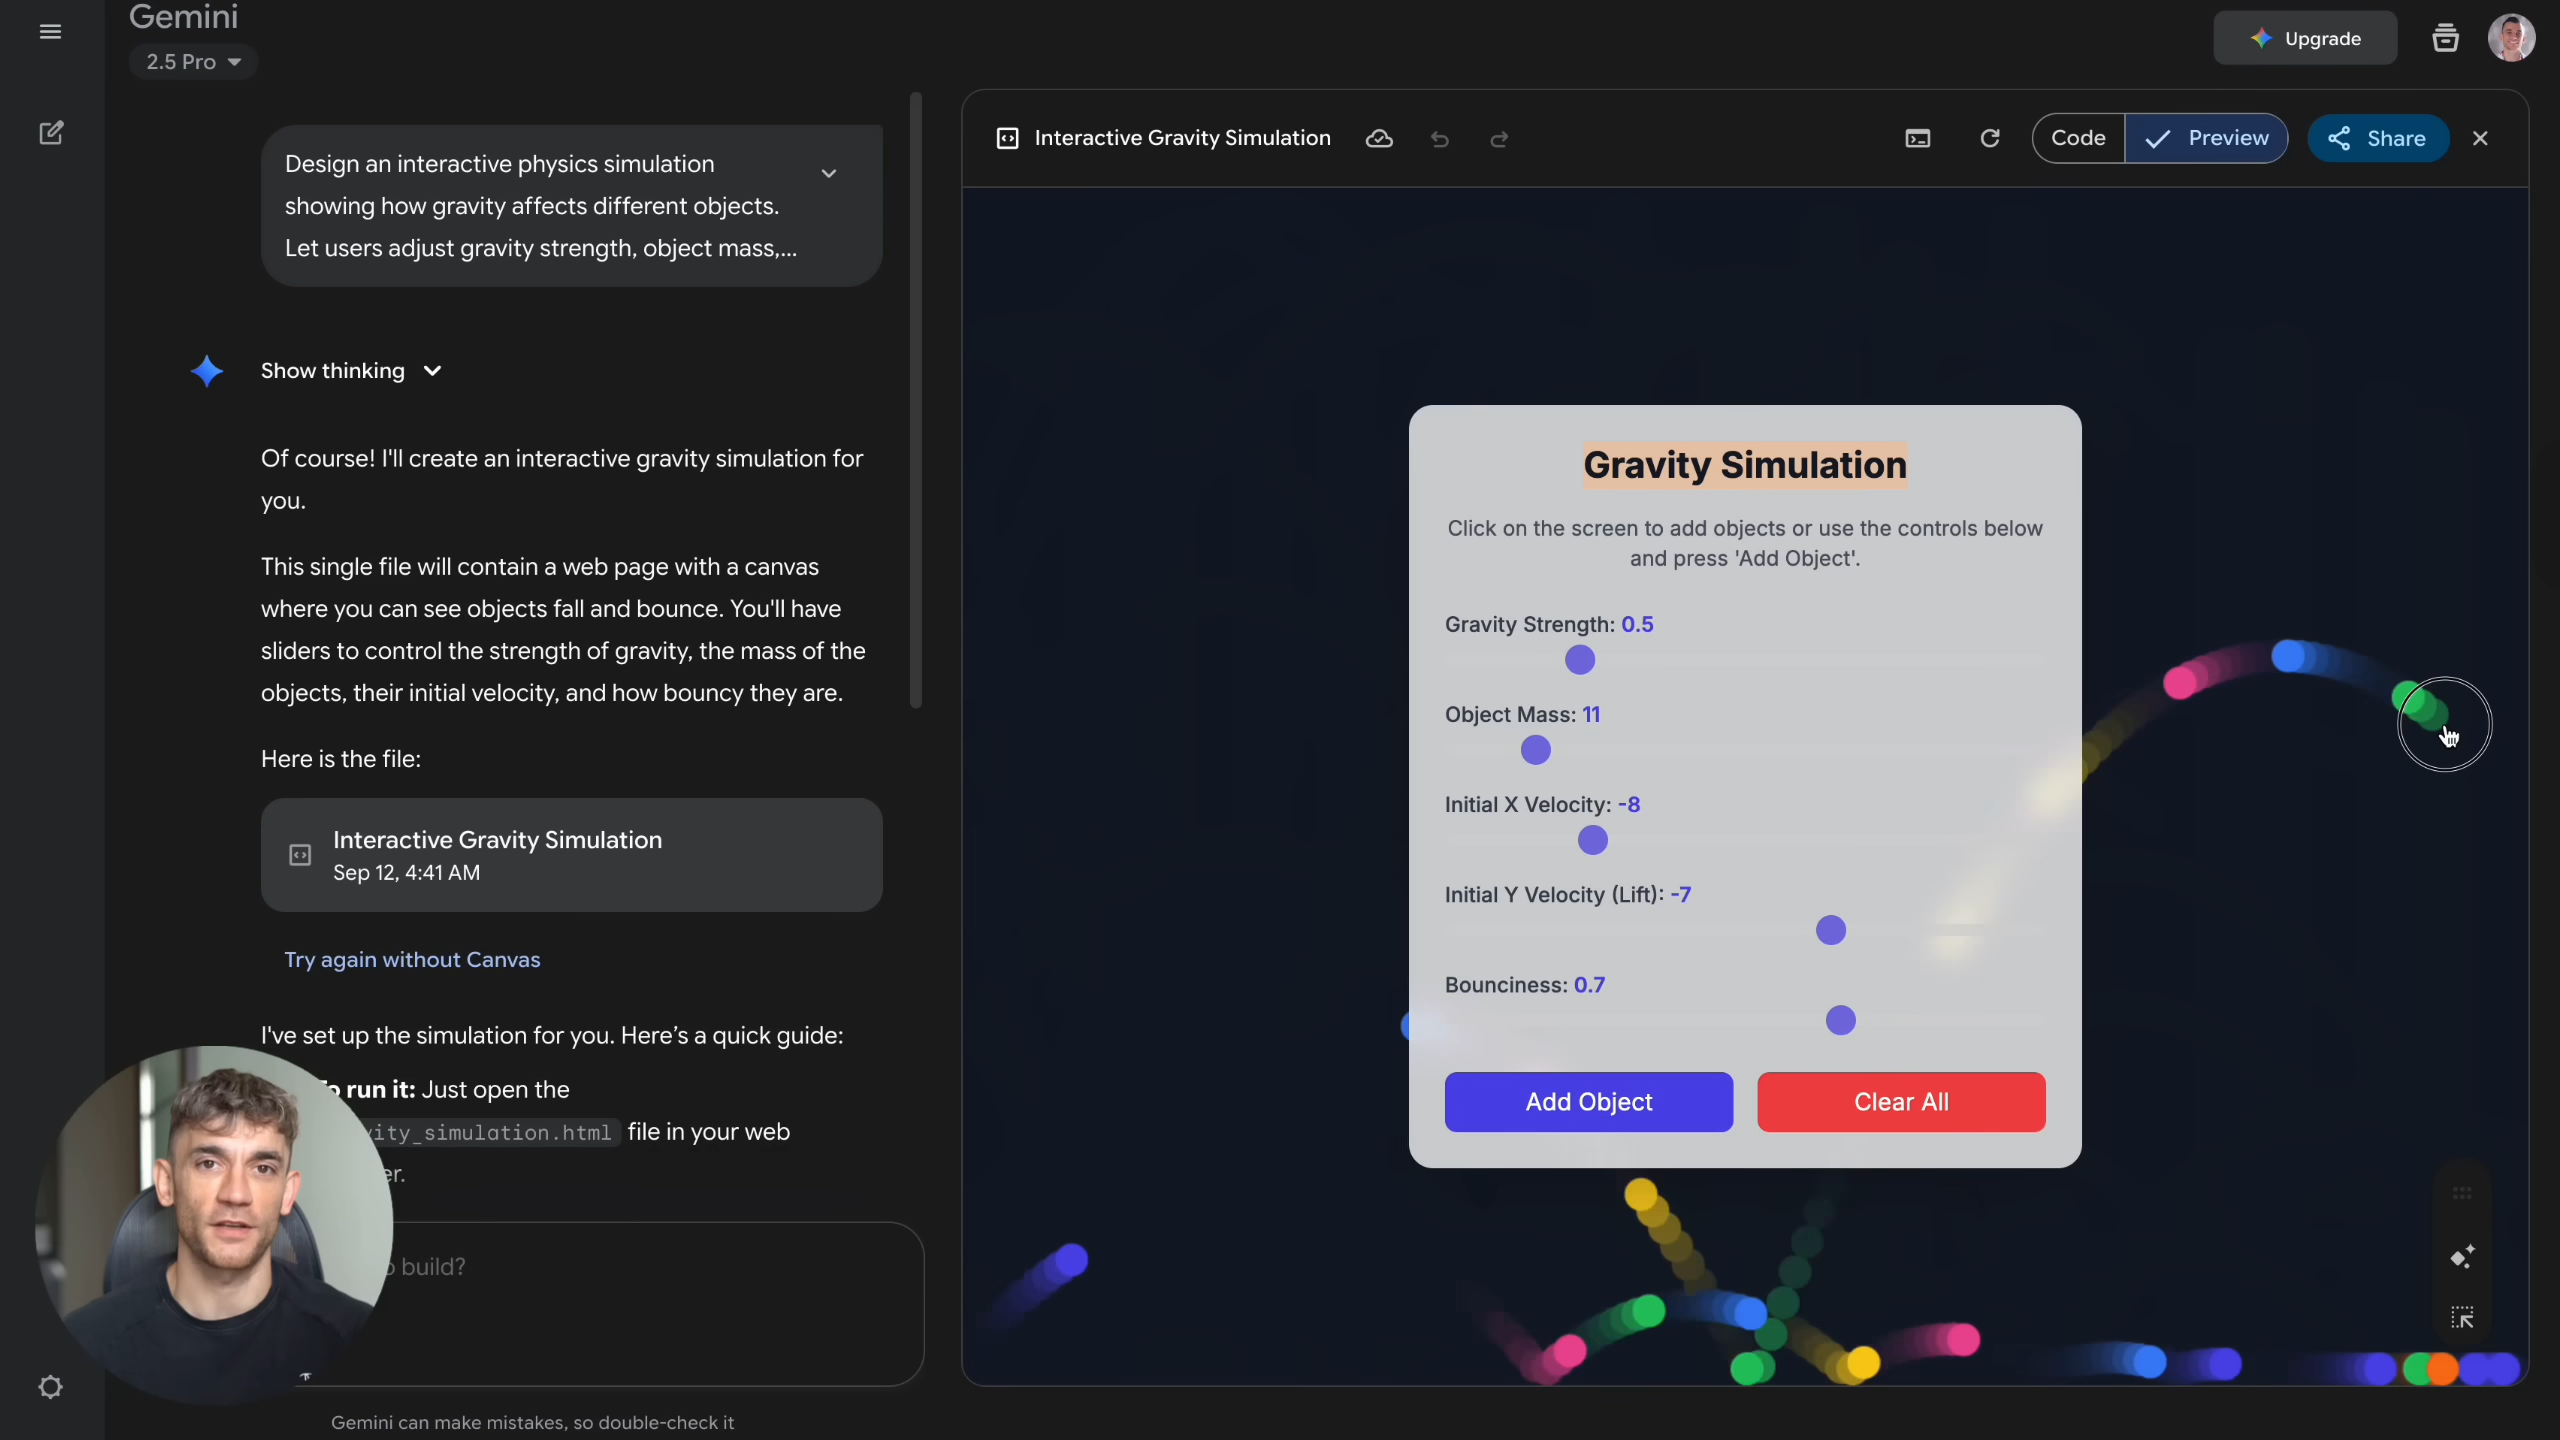 Gemini
2.5 Pro
Upgrade
Design an interactive physics simulation
showing how gravity affects different objects.
Let users adjust gravity strength, object mass,...
Show thinking
Of course! I'll create an interactive gravity simulation for
you.
This single file will contain a web page with a canvas
where you can see objects fall and bounce. You'll have
sliders to control the strength of gravity, the mass of the
objects, their initial velocity, and how bouncy they are.
Here is the file:
Interactive Gravity Simulation
Sep 12, 4:41 AM
Try again without Canvas
I've set up the simulation for you. Here's a quick guide:
run it: Just open the
vity_simulation.html file in your web
er.
build?
Gemini can make mistakes, so double-check it
Interactive Gravity Simulation
Code
Preview
Share
Gravity Simulation
Click on the screen to add objects or use the controls below
and press 'Add Object'.
Gravity Strength: 0.5
Object Mass: 11
Initial X Velocity: -8
Initial Y Velocity (Lift): -7
Bounciness: 0.7
Add Object
Clear All